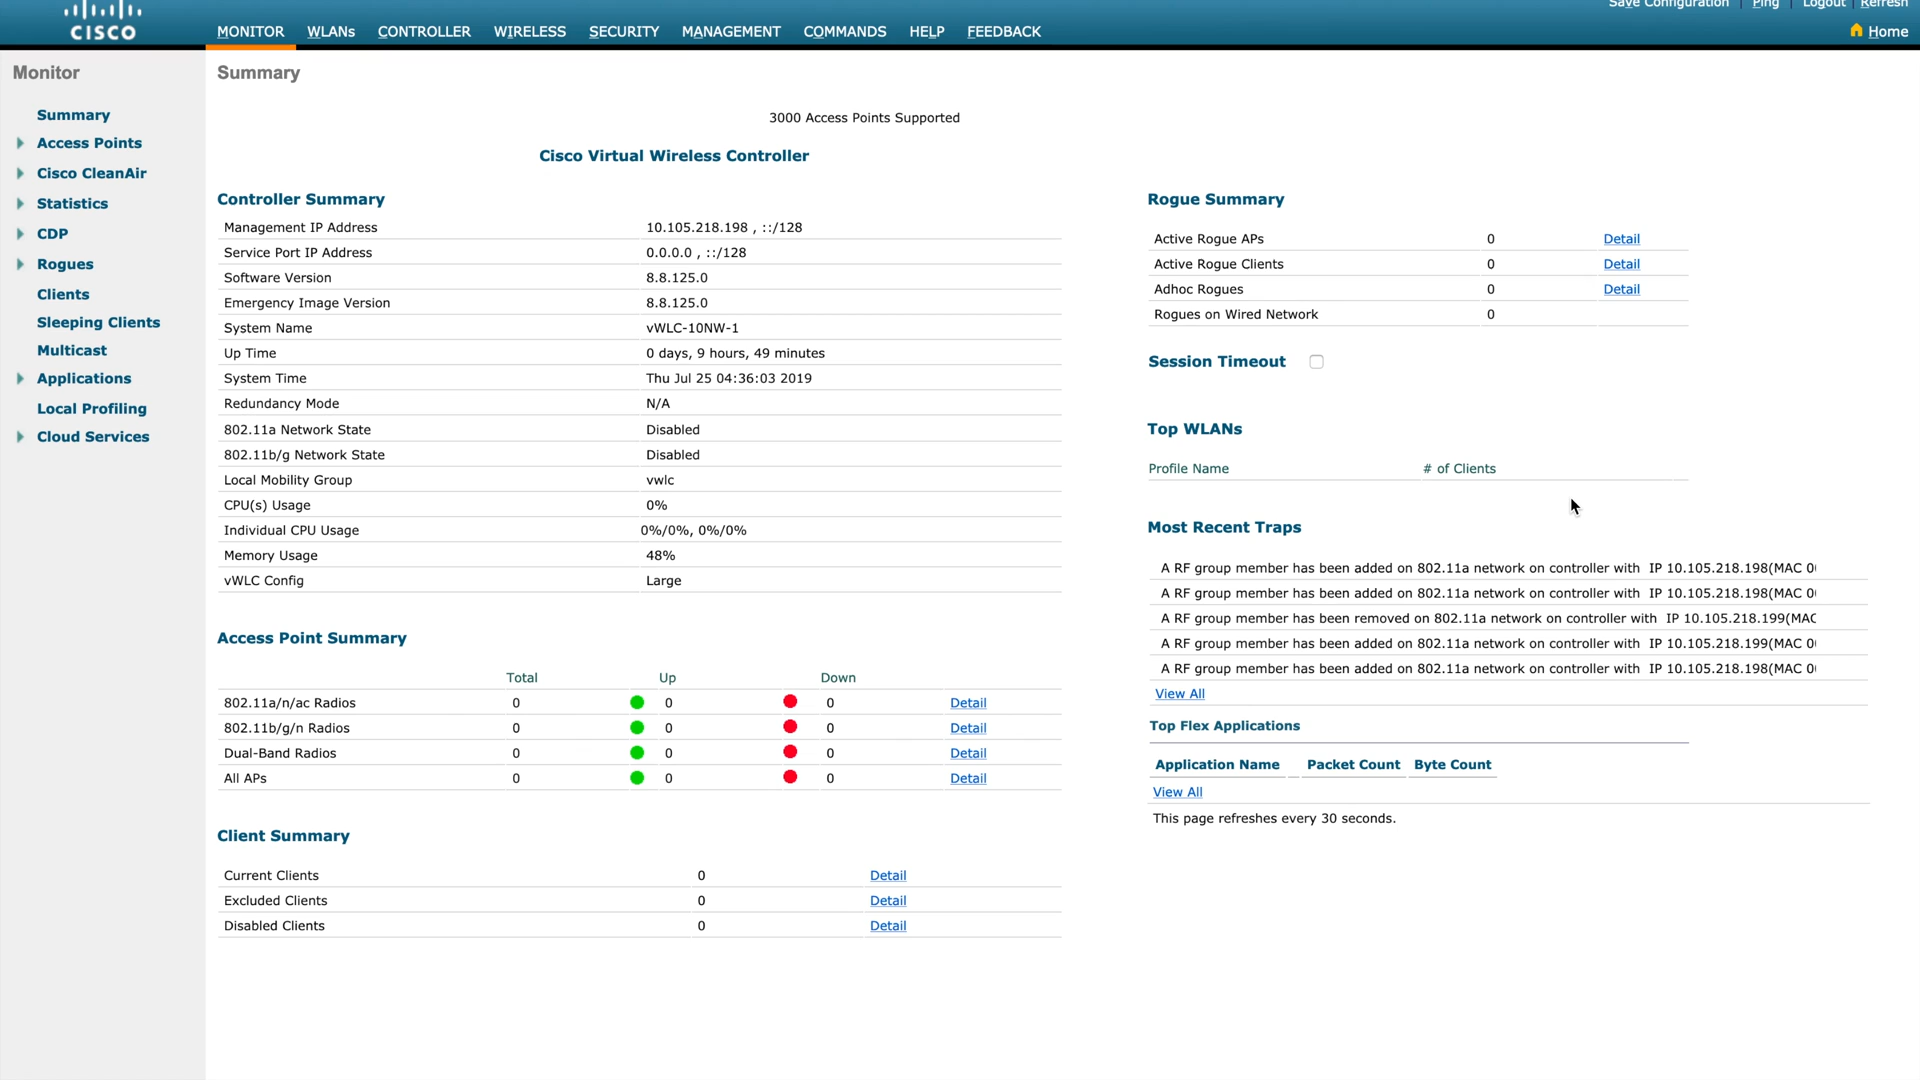 Save Configuration | Ping | Logout | Refresh
CISCO
MONITOR WLANs CONTROLLER WIRELESS SECURITY MANAGEMENT COMMANDS HELP FEEDBACK
Home
Monitor
Summary
Access Points
Cisco CleanAir
Statistics
CDP
Rogues
Clients
Sleeping Clients
Multicast
Applications
Local Profiling
Cloud Services
Summary
3000 Access Points Supported
Cisco Virtual Wireless Controller
Controller Summary
Management IP Address 10.105.218.198 , ::/128
Service Port IP Address 0.0.0.0 , ::/128
Software Version 8.8.125.0
Emergency Image Version 8.8.125.0
System Name vWLC-10NW-1
Up Time 0 days, 9 hours, 49 minutes
System Time Thu Jul 25 04:36:03 2019
Redundancy Mode N/A
802.11a Network State Disabled
802.11b/g Network State Disabled
Local Mobility Group vwlc
CPU(s) Usage 0%
Individual CPU Usage 0%/0%, 0%/0%
Memory Usage 48%
vWLC Config Large
Access Point Summary
Total Up Down
802.11a/n/ac Radios 0 0 0 Detail
802.11b/g/n Radios 0 0 0 Detail
Dual-Band Radios 0 0 0 Detail
All APs 0 0 0 Detail
Client Summary
Current Clients 0 Detail
Excluded Clients 0 Detail
Disabled Clients 0 Detail
Rogue Summary
Active Rogue APs 0 Detail
Active Rogue Clients 0 Detail
Adhoc Rogues 0 Detail
Rogues on Wired Network 0
Session Timeout
Top WLANs
Profile Name # of Clients
Most Recent Traps
A RF group member has been added on 802.11a network on controller with IP 10.105.218.198(MAC
A RF group member has been added on 802.11a network on controller with IP 10.105.218.198(MAC
A RF group member has been removed on 802.11a network on controller with IP 10.105.218.199(MAC
A RF group member has been added on 802.11a network on controller with IP 10.105.218.199(MAC
A RF group member has been added on 802.11a network on controller with IP 10.105.218.198(MAC
View All
Top Flex Applications
Application Name Packet Count Byte Count
View All
This page refreshes every 30 seconds.